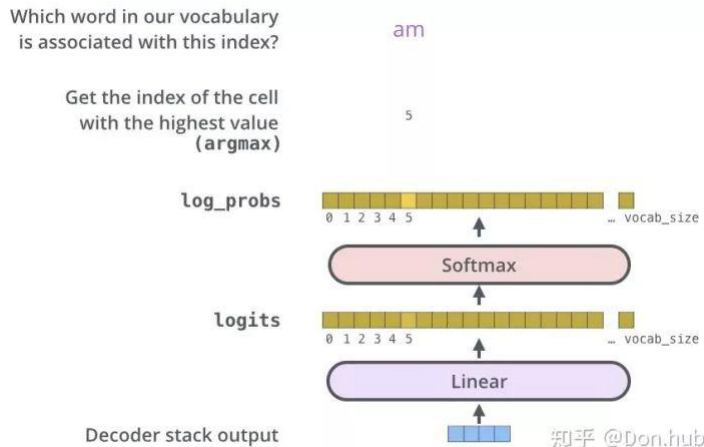 Which word in our vocabulary
is associated with this index?
am
Get the index of the cell
with the highest value
(argmax)
5
log_probs
0 1 2 3 4 5 … vocab_size
Softmax
logits
0 1 2 3 4 5 … vocab_size
Linear
Decoder stack output
知乎 @Don.hub